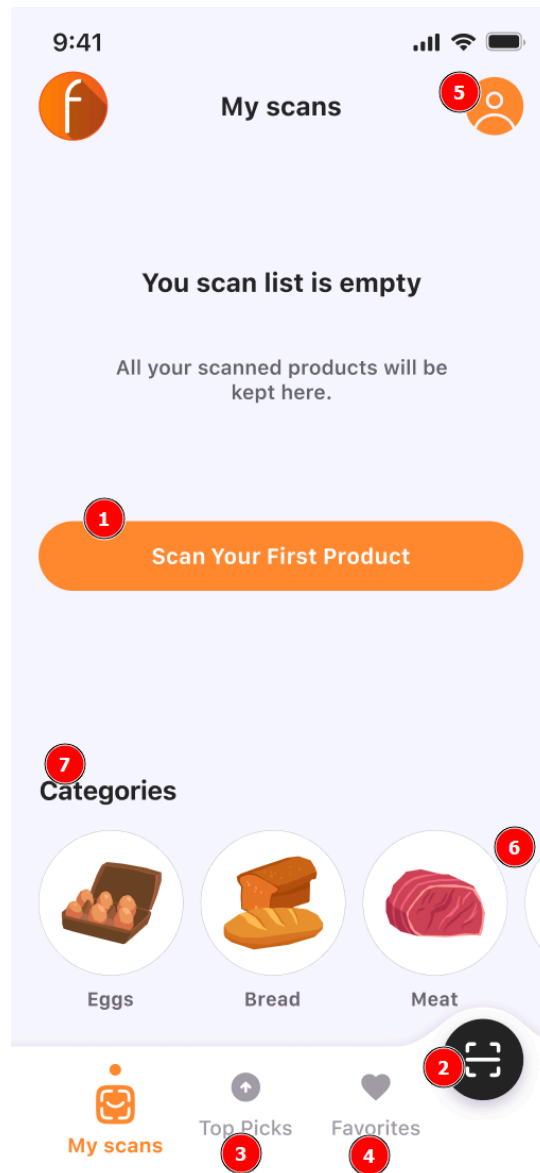 9:41
f
My scans
5
You scan list is empty
All your scanned products will be
kept here.
1
Scan Your First Product
7
Categories
6
Eggs
Bread
Meat
2
My scans
Top Picks
Favorites
3
4